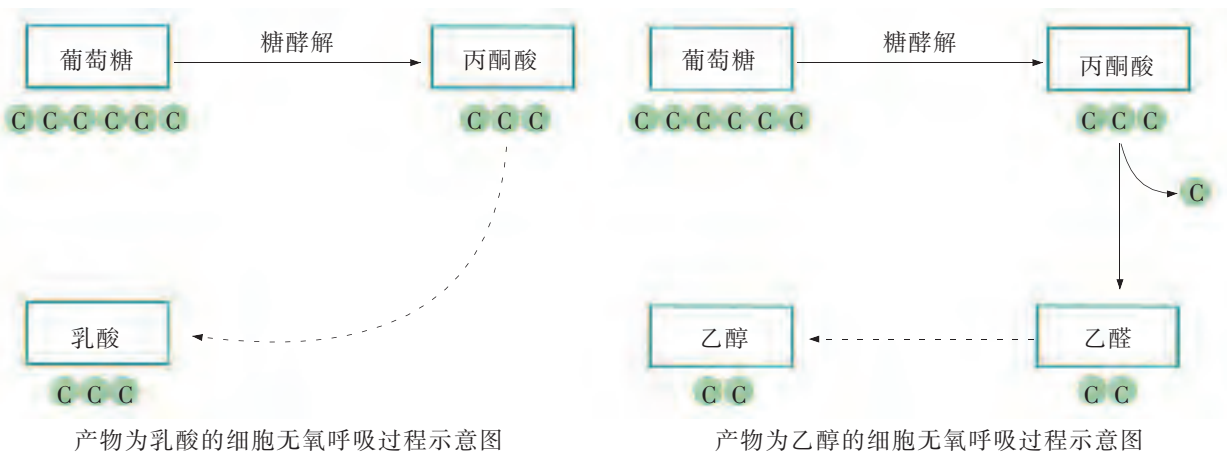 葡萄糖 糖酵解 丙酮酸
C C C C C C C C C
乳酸
C C C
产物为乳酸的细胞无氧呼吸过程示意图
葡萄糖 糖酵解 丙酮酸
C C C C C C C C C
C
乙醇 乙醛
C C C C
产物为乙醇的细胞无氧呼吸过程示意图